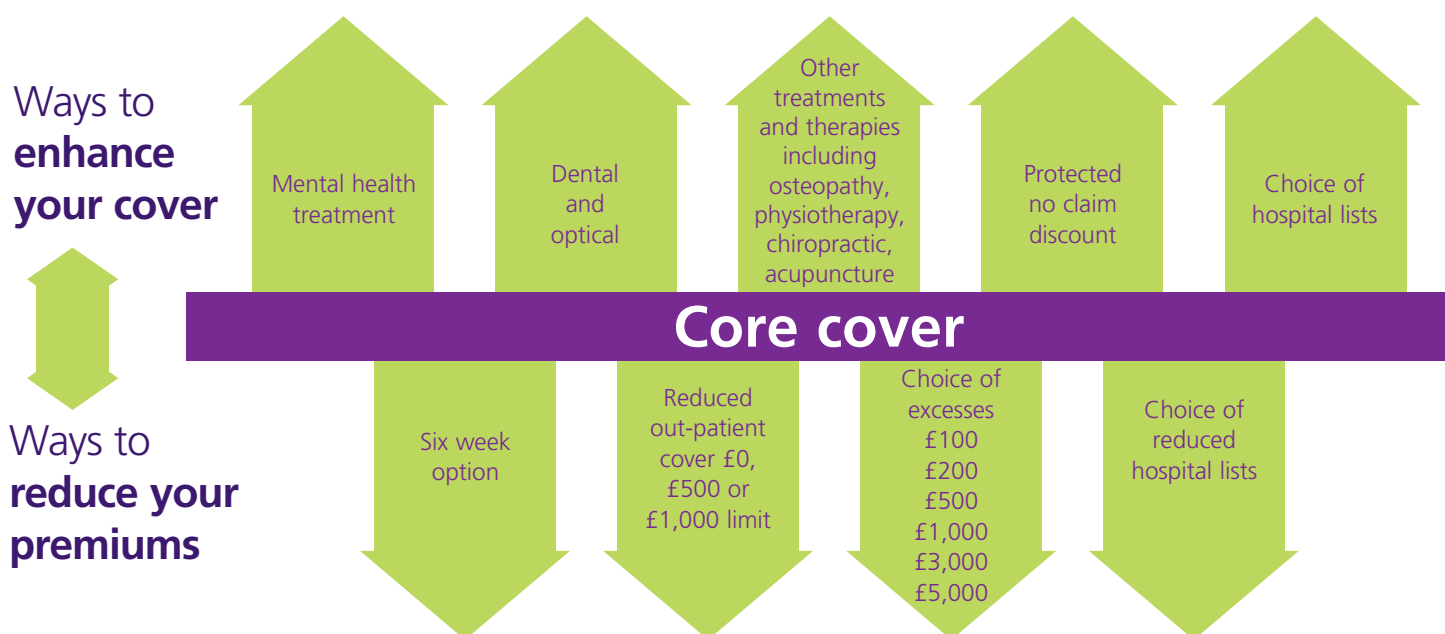 Ways to
enhance
your cover
Mental health
treatment
Dental
and
optical
Other
treatments
and therapies
including
osteopathy,
physiotherapy,
chiropractic,
acupuncture
Protected
no claim
discount
Choice of
hospital lists
Core cover
Ways to
reduce your
premiums
Six week
option
Reduced
out-patient
cover £0,
£500 or
£1,000 limit
Choice of
excesses
£100
£200
£500
£1,000
£3,000
£5,000
Choice of
reduced
hospital lists